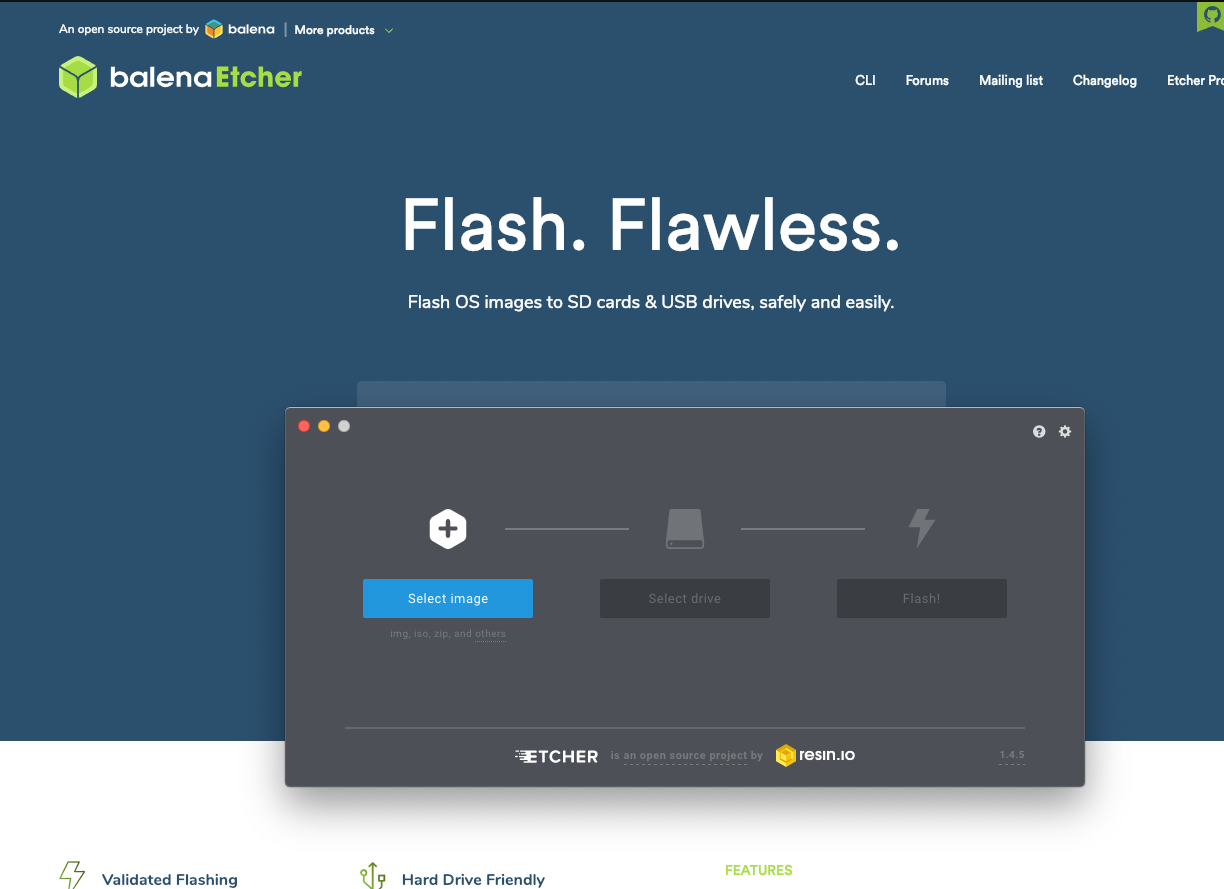 An open source project by balena | More products
balenaEtcher
CLI Forums Mailing list Changelog Etcher Pro
Flash. Flawless.
Flash OS images to SD cards & USB drives, safely and easily.
Select image Select drive Flash!
img, iso, zip, and others
ETCHER is an open source project by resin.io 1.4.5
Validated Flashing Hard Drive Friendly FEATURES